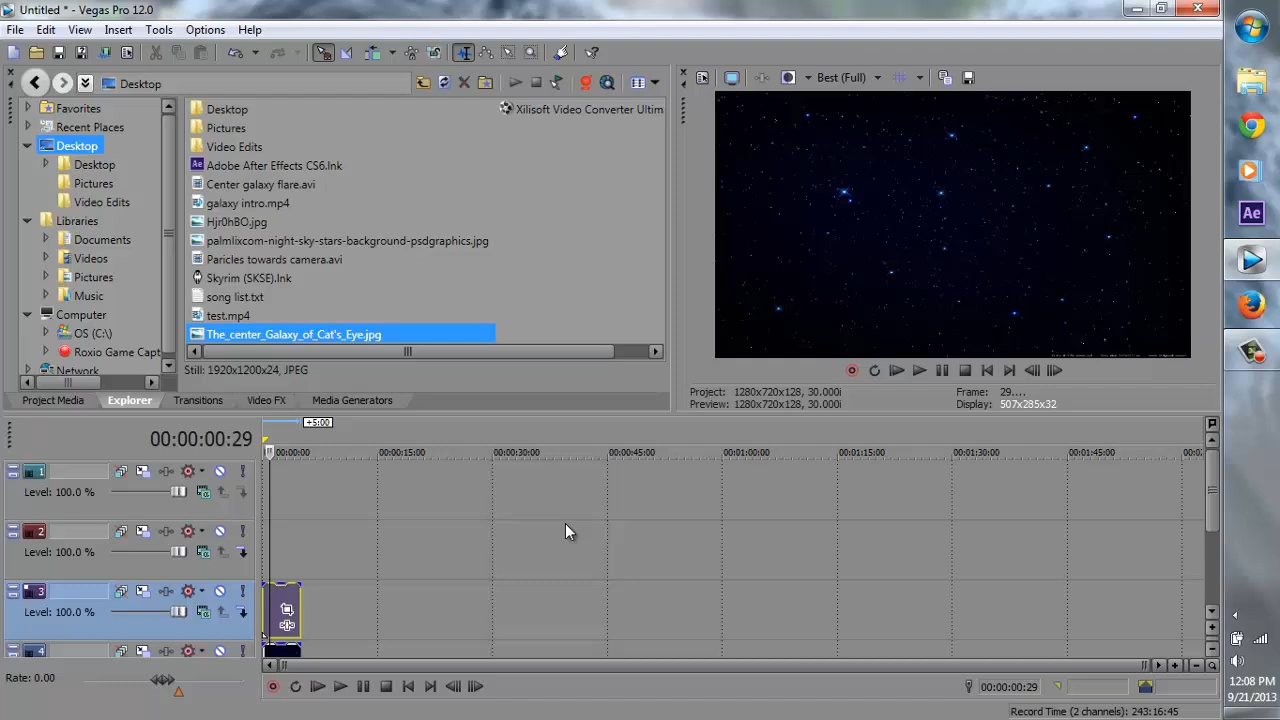 Untitled * - Vegas Pro 12.0
File Edit View Insert Tools Options Help
Desktop
Best (Full)
Favorites
Recent Places
Desktop
Desktop
Pictures
Video Edits
Libraries
Documents
Videos
Pictures
Music
Computer
OS (C:)
Roxio Game Capt
Network
Desktop
Pictures
Video Edits
Adobe After Effects CS6.lnk
Center galaxy flare.avi
galaxy intro.mp4
Hjr0hBO.jpg
palmlixcom-night-sky-stars-background-psdgraphics.jpg
Paricles towards camera.avi
Skyrim (SKSE).lnk
song list.txt
test.mp4
The_center_Galaxy_of_Cat's_Eye.jpg
Xilisoft Video Converter Ultim
Still: 1920x1200x24, JPEG
Project Media Explorer Transitions Video FX Media Generators
Project: 1280x720x128, 30.000i
Preview: 1280x720x128, 30.000i
Frame: 29...,
Display: 507x285x32
Ae
00:00:00:29
+5:00
00:00:00 00:00:15:00 00:00:30:00 00:00:45:00 00:01:00:00 00:01:15:00 00:01:30:00 00:01:45:00
1
Level: 100.0 %
2
Level: 100.0 %
3
Level: 100.0 %
4
Rate: 0.00
00:00:00:29
Record Time (2 channels): 243:16:45
12:08 PM
9/21/2013